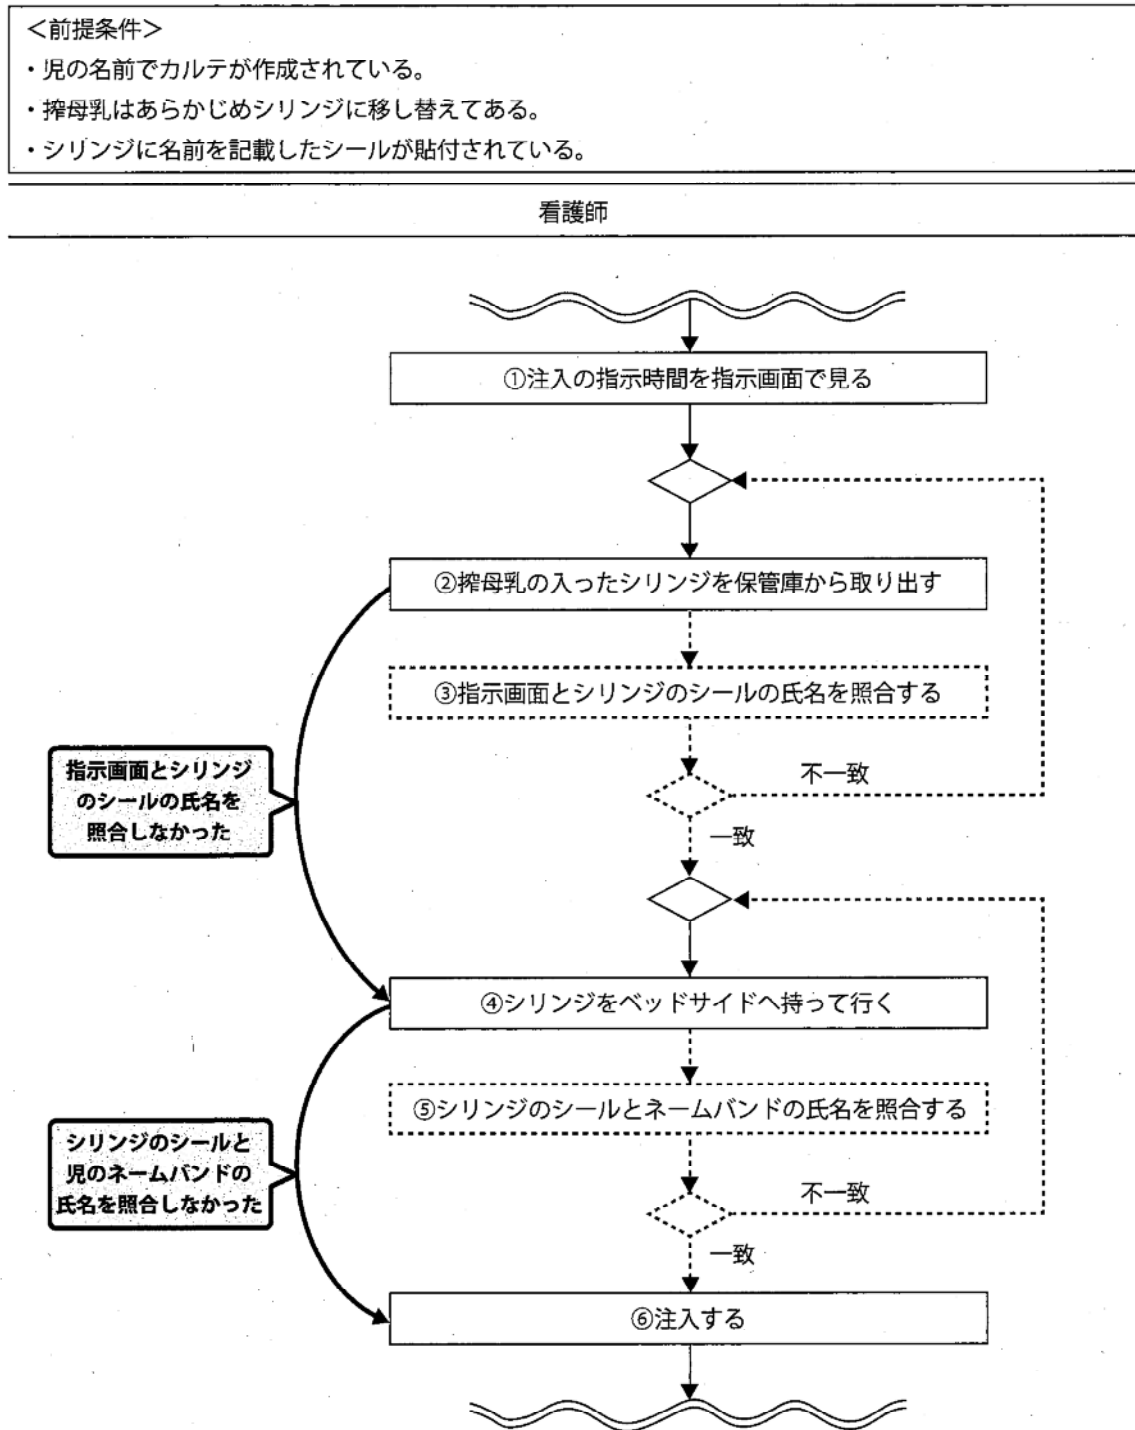 <前提条件>
・児の名前でカルテが作成されている。
・搾母乳はあらかじめシリンジに移し替えてある。
・シリンジに名前を記載したシールが貼付されている。
看護師
①注入の指示時間を指示画面で見る
②搾母乳の入ったシリンジを保管庫から取り出す
③指示画面とシリンジのシールの氏名を照合する
指示画面とシリンジ
のシールの氏名を
照合しなかった
不一致
一致
④シリンジをベッドサイドへ持って行く
⑤シリンジのシールとネームバンドの氏名を照合する
シリンジのシールと
児のネームバンドの
氏名を照合しなかった
不一致
一致
⑥注入する